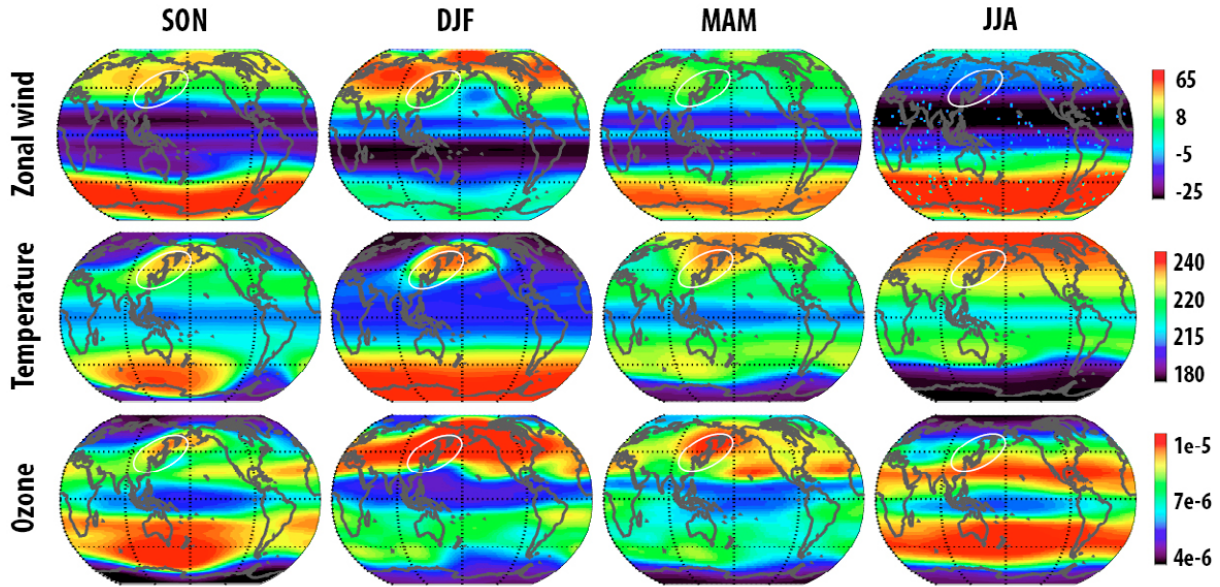 SON DJF MAM JJA
Zonal wind
65
8
-5
-25
Temperature
240
220
215
180
Ozone
1e-5
7e-6
4e-6